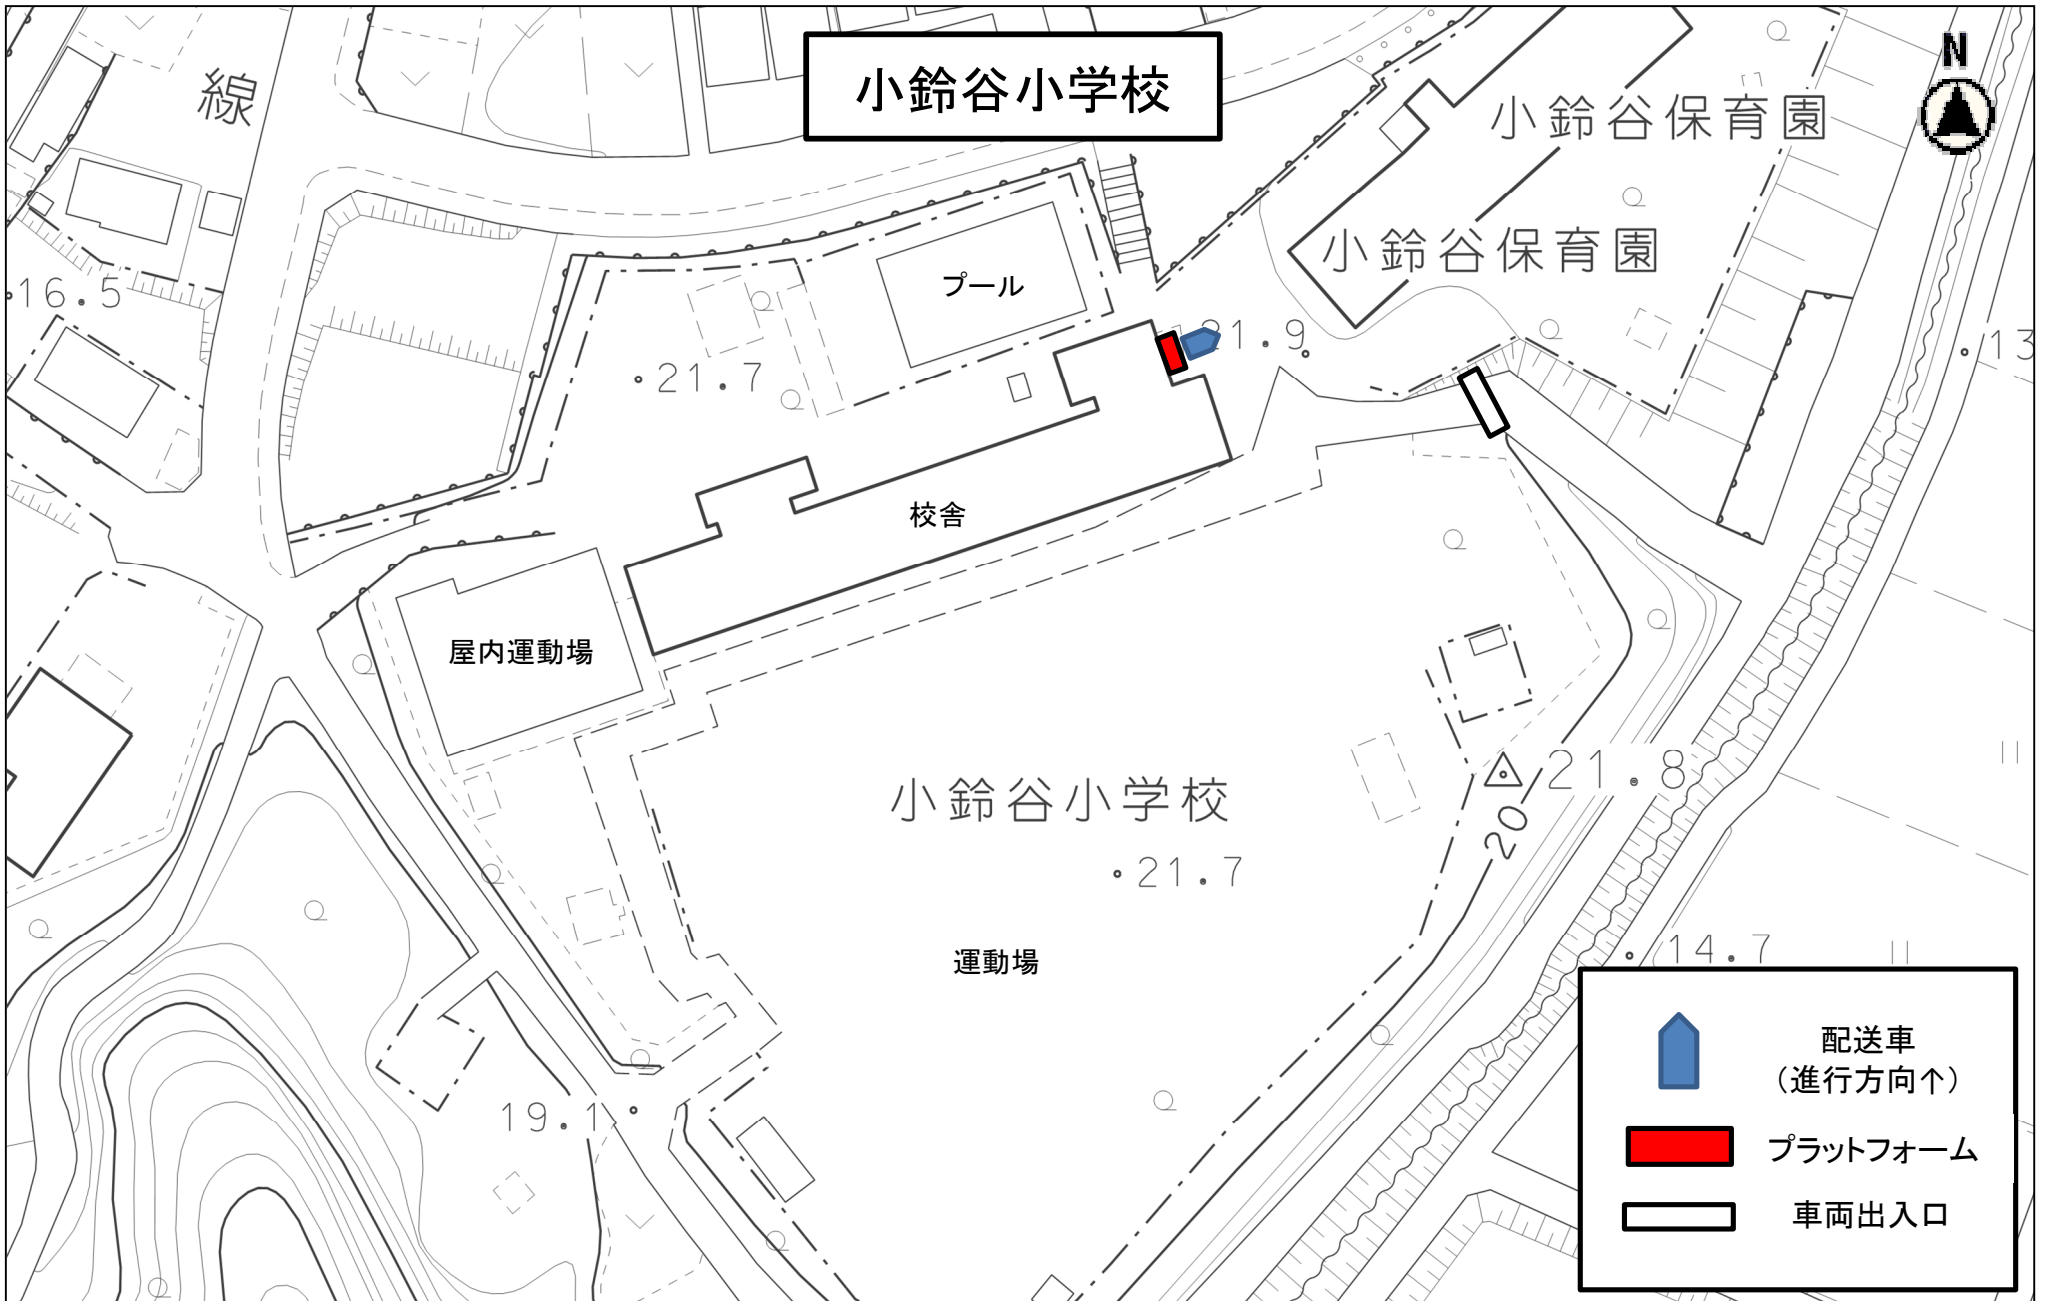 小鈴谷小学校
N
線
小鈴谷保育園
小鈴谷保育園
16.5
プール
21.9
13
21.7
校舎
屋内運動場
21.8
小鈴谷小学校
20
21.7
運動場
14.7
19.1
配送車
（進行方向↑）
プラットフォーム
車両出入口